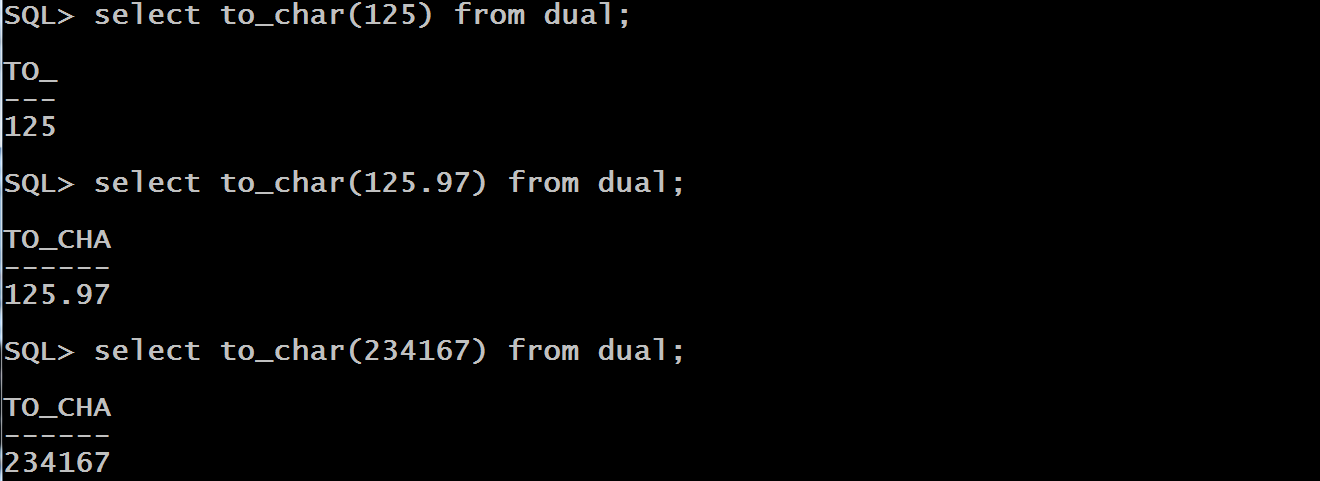 SQL> select to_char(125) from dual;
TO_
---
125
SQL> select to_char(125.97) from dual;
TO_CHA
------
125.97
SQL> select to_char(234167) from dual;
TO_CHA
------
234167